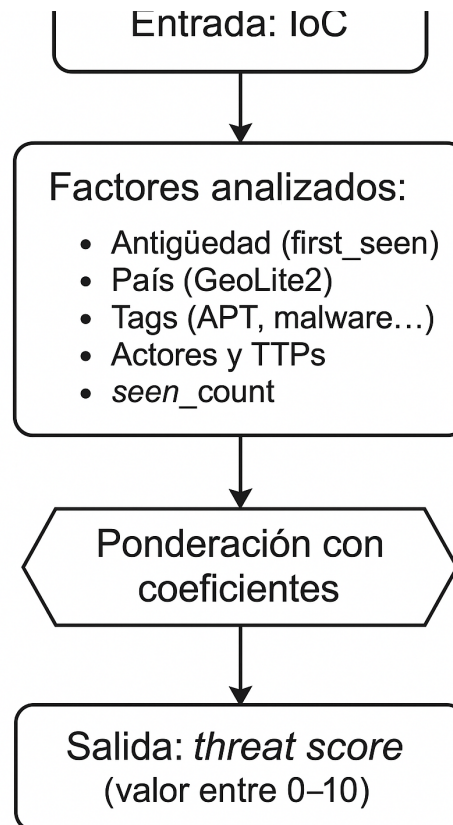 Entrada: IoC
Factores analizados:
• Antigüedad (first_seen)
• País (GeoLite2)
• Tags (APT, malware...)
• Actores y TTPs
• seen_count
Ponderación con
coeficientes
Salida: threat score
(valor entre 0–10)